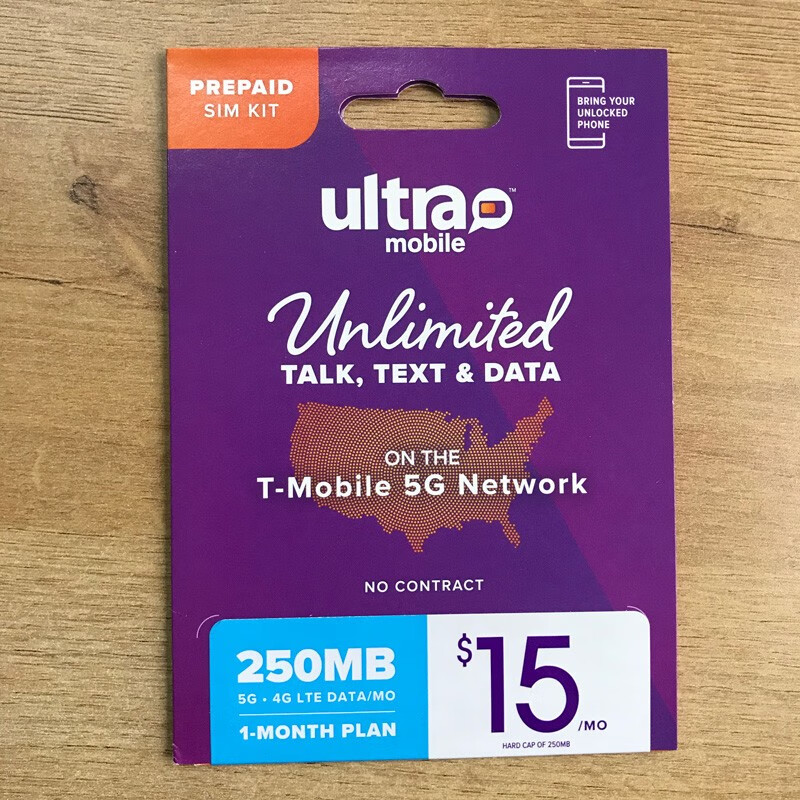 PREPAID
SIM KIT
BRING YOUR
UNLOCKED
PHONE
ultra™
mobile
Unlimited
TALK, TEXT & DATA
ON THE
T-Mobile 5G Network
NO CONTRACT
250MB
5G • 4G LTE DATA/MO
1-MONTH PLAN
$15/MO
HARD CAP OF 250MB